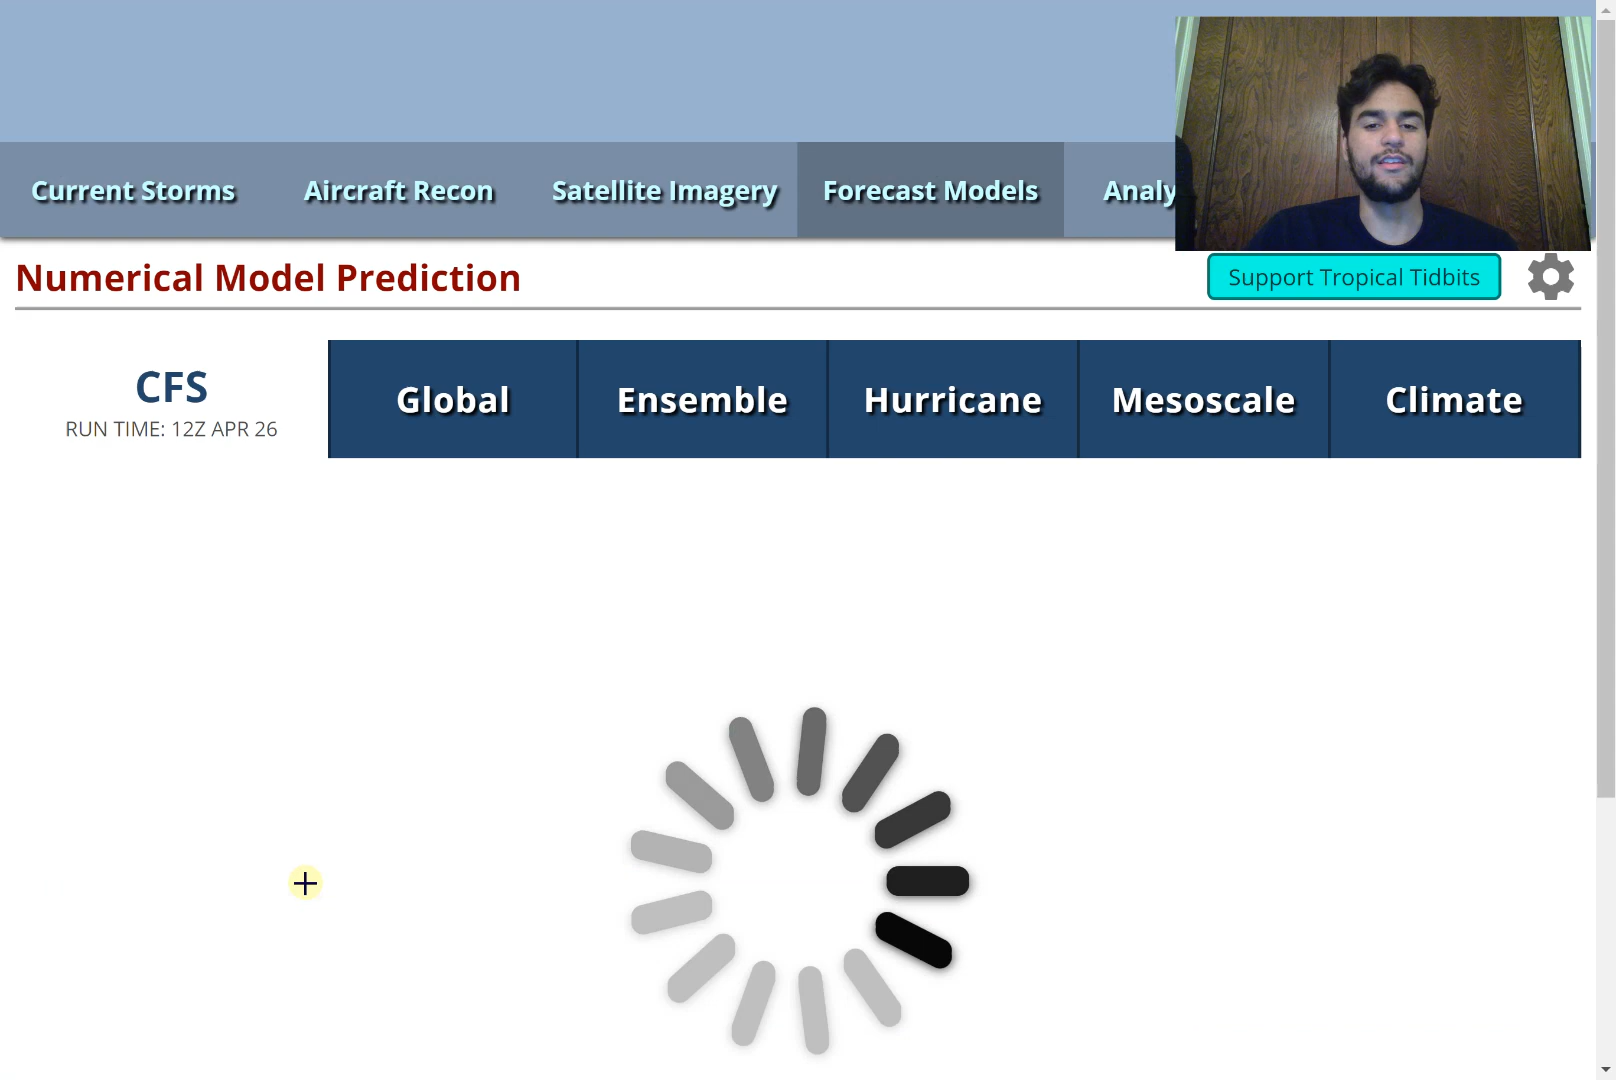 Current Storms Aircraft Recon Satellite Imagery Forecast Models Analy
Numerical Model Prediction Support Tropical Tidbits
CFS
RUN TIME: 12Z APR 26
Global Ensemble Hurricane Mesoscale Climate